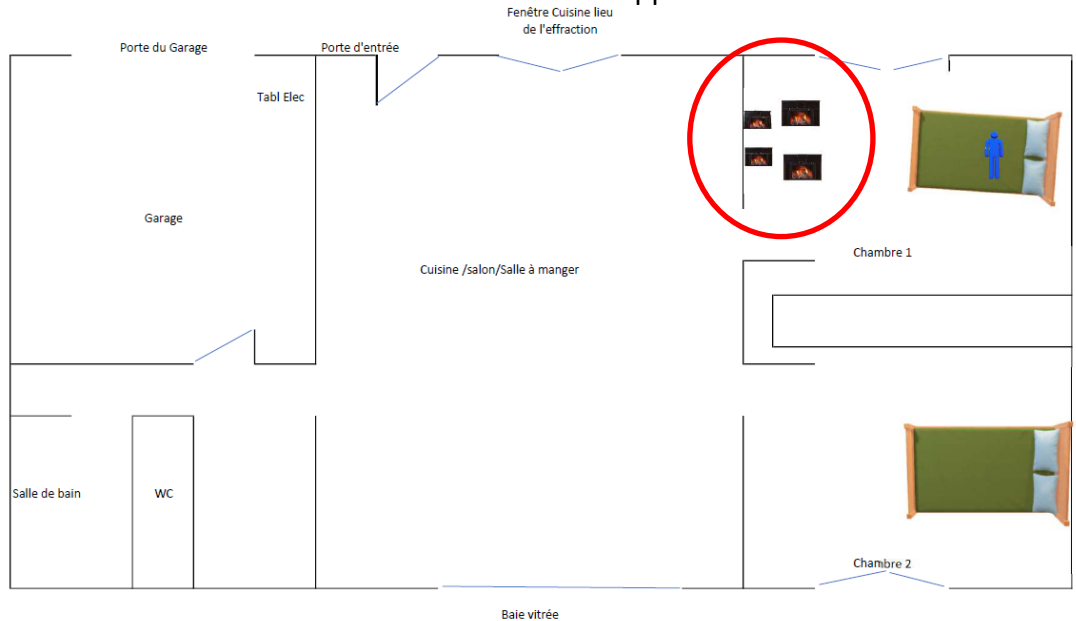 Fenêtre Cuisine lieu
de l'effraction
Porte du Garage
Porte d'entrée
Tabl Elec
Garage
Cuisine /salon/Salle à manger
Chambre 1
Salle de bain
WC
Chambre 2
Baie vitrée